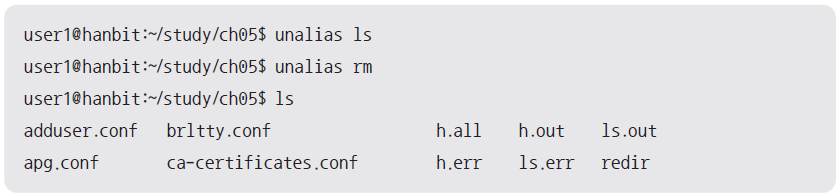 user1@hanbit:~/study/ch05$ unalias ls
user1@hanbit:~/study/ch05$ unalias rm
user1@hanbit:~/study/ch05$ ls
adduser.conf brltty.conf h.all h.out ls.out
apg.conf ca-certificates.conf h.err ls.err redir